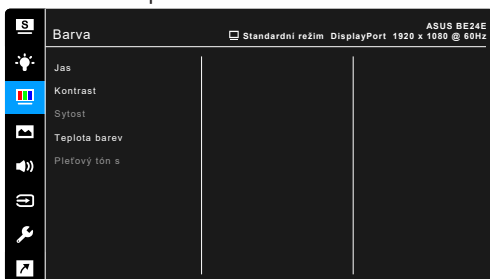 S
ASUS BE24E
Barva
Standardní režim DisplayPort 1920 x 1080 @ 60Hz
Jas
Kontrast
Sytost
Teplota barev
Pleťový tón s